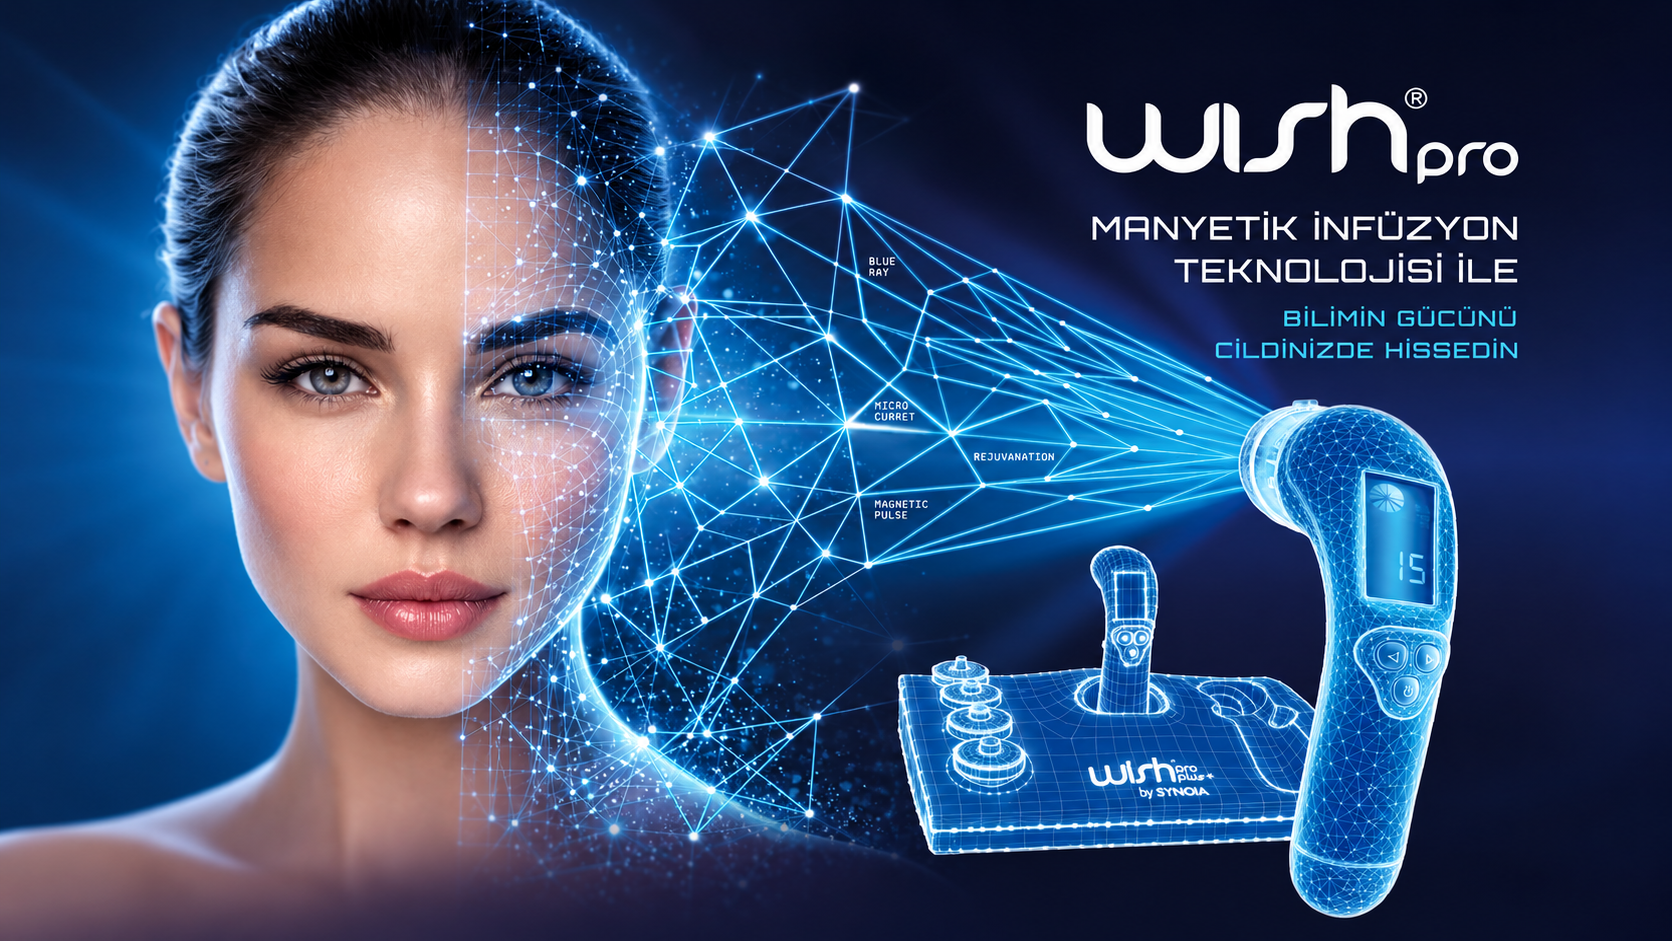 wish® pro
MANYETİK İNFÜZYON
TEKNOLOJİSİ İLE
BİLİMİN GÜCÜNÜ
CİLDİNİZDE HİSSEDİN
BLUE
RAY
MICRO
CURRET
REJUVANATION
MAGNETIC
PULSE
15
wish pro
plus+
by SYNOIA